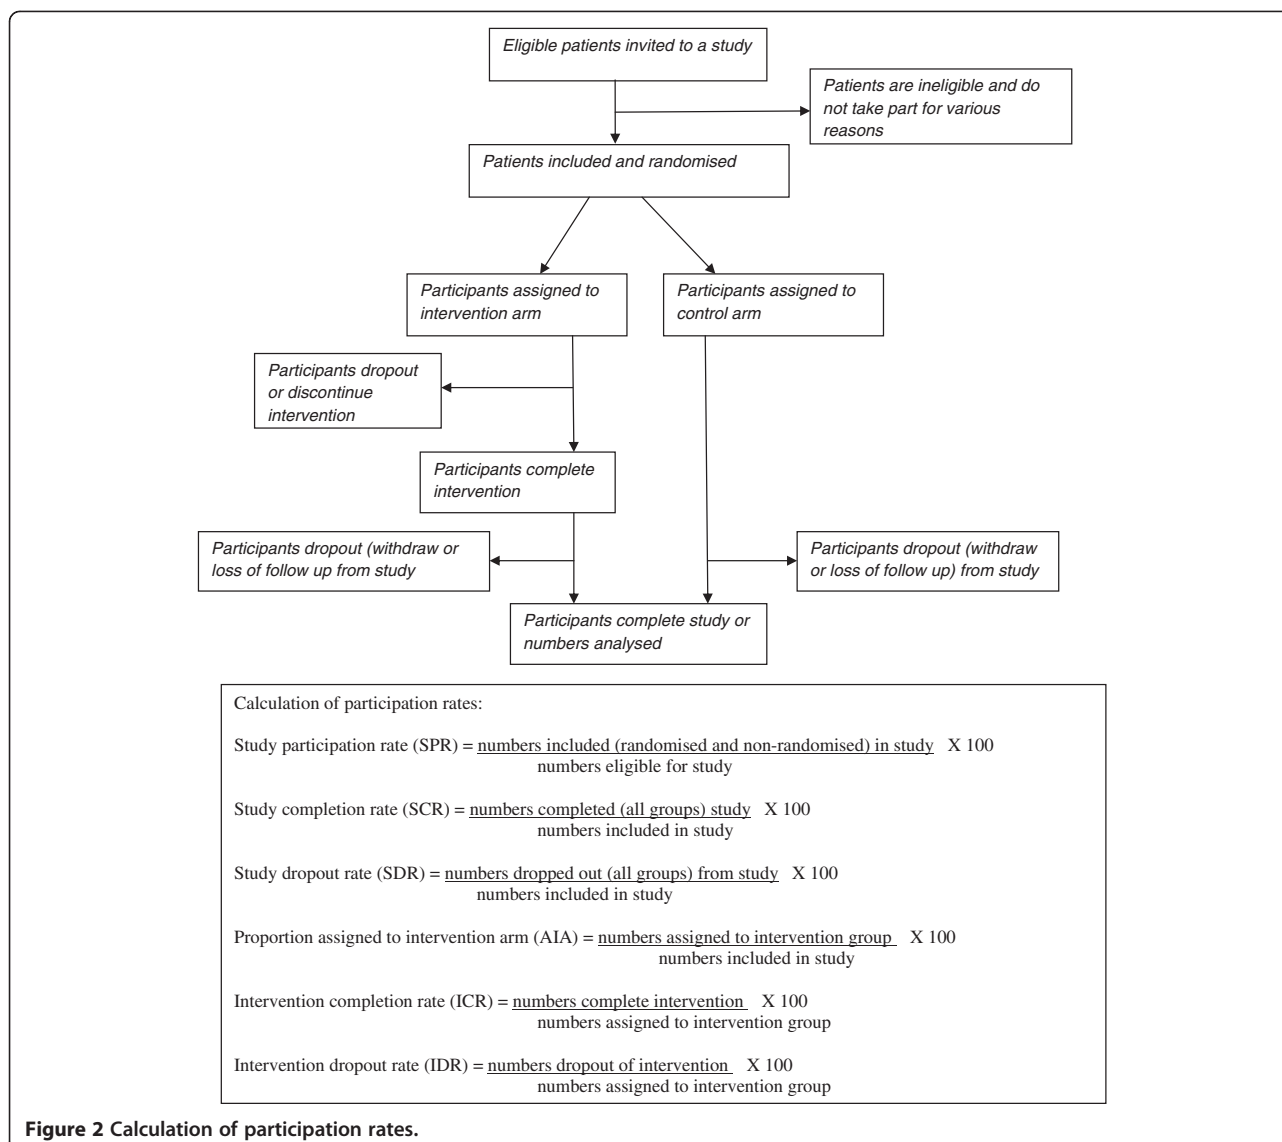 Eligible patients invited to a study
Patients are ineligible and do
not take part for various
reasons
Patients included and randomised
Participants assigned to
intervention arm
Participants assigned to
control arm
Participants dropout
or discontinue
intervention
Participants complete
intervention
Participants dropout (withdraw or
loss of follow up from study
Participants dropout (withdraw
or loss of follow up) from study
Participants complete study or
numbers analysed
Calculation of participation rates:
Study participation rate (SPR) = numbers included (randomised and non-randomised) in study X 100
numbers eligible for study
Study completion rate (SCR) = numbers completed (all groups) study X 100
numbers included in study
Study dropout rate (SDR) = numbers dropped out (all groups) from study X 100
numbers included in study
Proportion assigned to intervention arm (AIA) = numbers assigned to intervention group X 100
numbers included in study
Intervention completion rate (ICR) = numbers complete intervention X 100
numbers assigned to intervention group
Intervention dropout rate (IDR) = numbers dropout of intervention X 100
numbers assigned to intervention group
Figure 2 Calculation of participation rates.